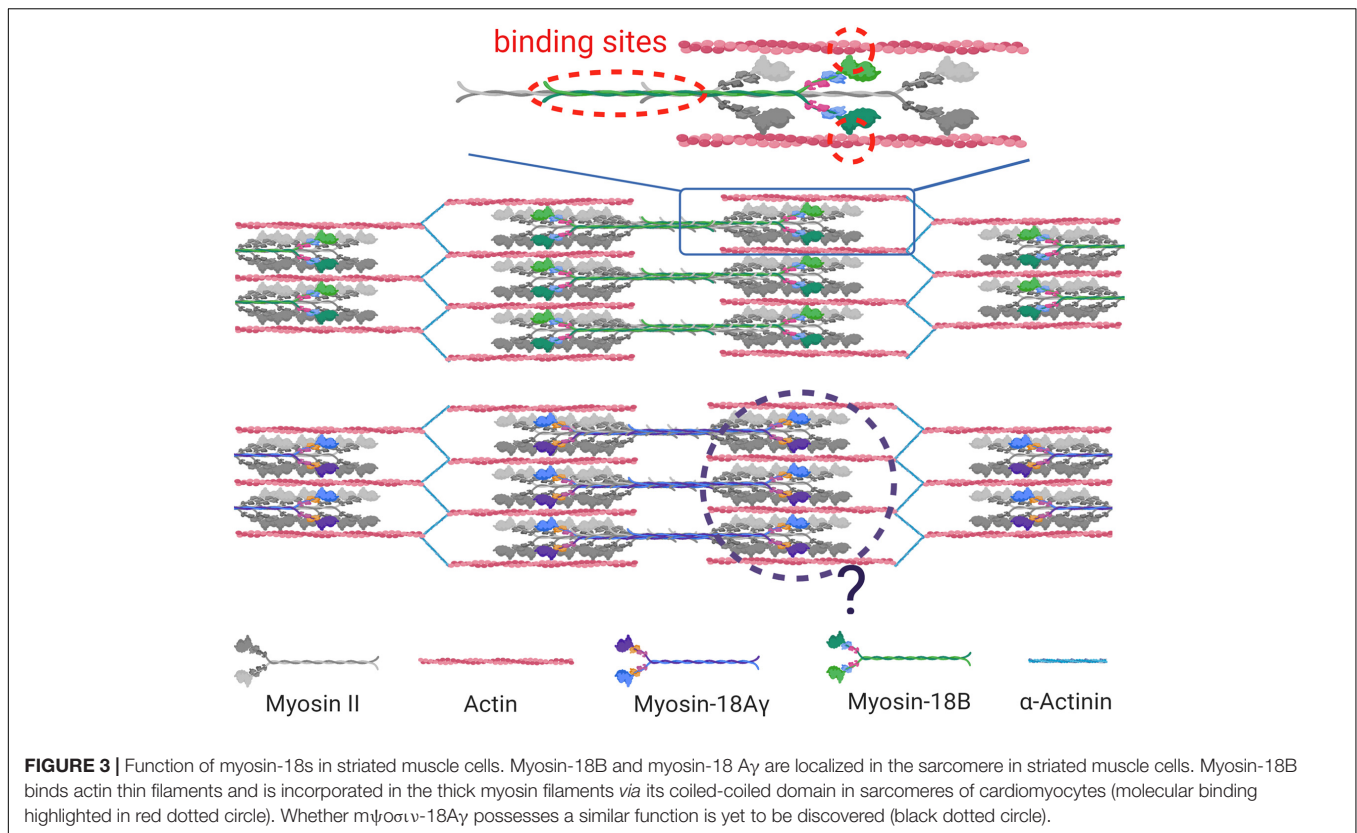 binding sites
?
Myosin II Actin Myosin-18Aγ Myosin-18B α-Actinin
FIGURE 3 | Function of myosin-18s in striated muscle cells. Myosin-18B and myosin-18 Aγ are localized in the sarcomere in striated muscle cells. Myosin-18B
binds actin thin filaments and is incorporated in the thick myosin filaments via its coiled-coiled domain in sarcomeres of cardiomyocytes (molecular binding
highlighted in red dotted circle). Whether mψοσιν-18Aγ possesses a similar function is yet to be discovered (black dotted circle).